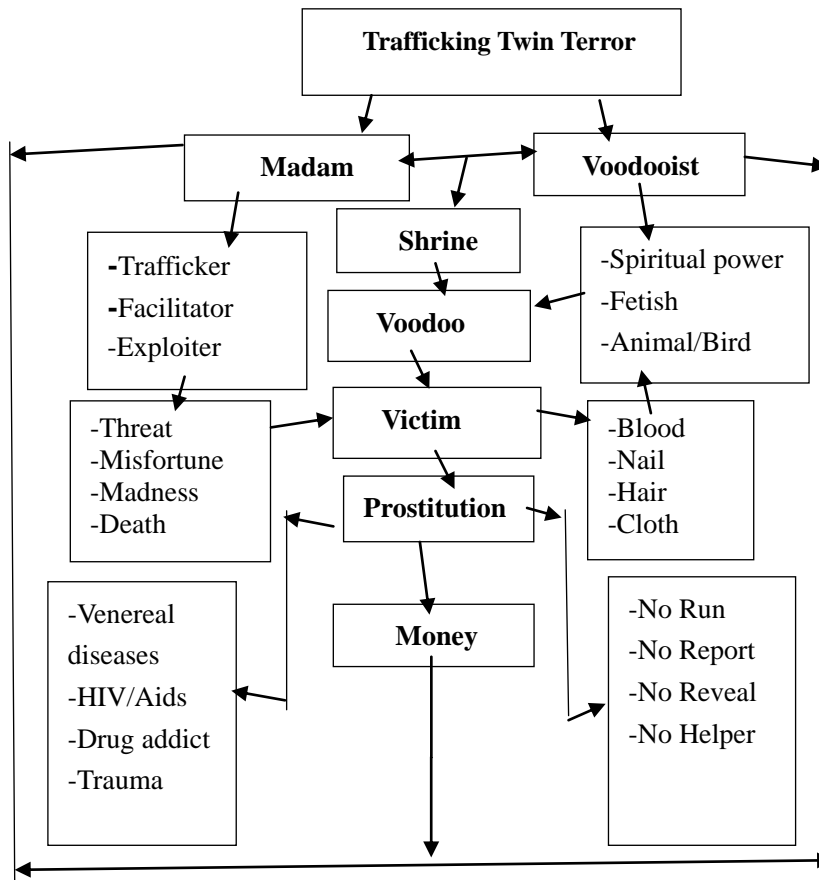 Trafficking Twin Terror
Madam
Voodooist
Shrine
-Trafficker
-Facilitator
-Exploiter
-Spiritual power
-Fetish
-Animal/Bird
Voodoo
Victim
-Threat
-Misfortune
-Madness
-Death
-Blood
-Nail
-Hair
-Cloth
Prostitution
-Venereal
diseases
-HIV/Aids
-Drug addict
-Trauma
Money
-No Run
-No Report
-No Reveal
-No Helper